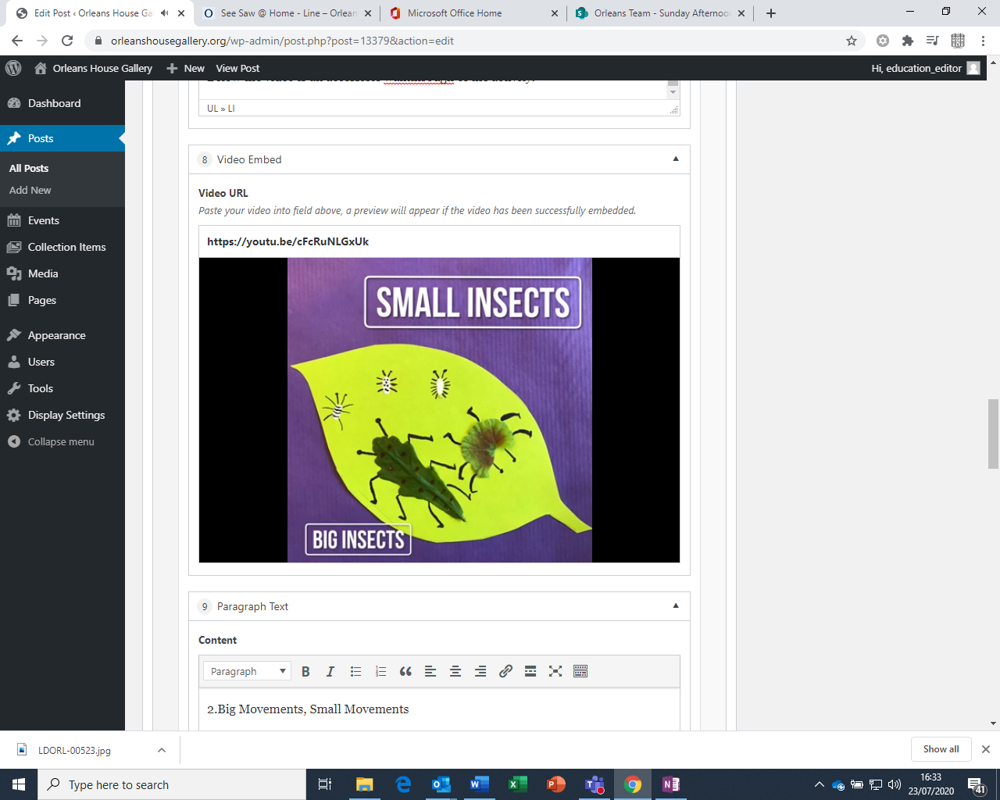 Edit Post ‹ Orleans House Ga
See Saw @ Home - Line – Orlean
Microsoft Office Home
Orleans Team - Sunday Afternoo
orleanshousegallery.org/wp-admin/post.php?post=13379&action=edit
Orleans House Gallery
New
View Post
Hi, education_editor
Dashboard
Posts
All Posts
Add New
Events
Collection Items
Media
Pages
Appearance
Users
Tools
Display Settings
Collapse menu
UL » LI
8 Video Embed
Video URL
Paste your video into field above, a preview will appear if the video has been successfully embedded.
https://youtu.be/cFcRuNLGxUk
SMALL INSECTS
BIG INSECTS
9 Paragraph Text
Content
Paragraph
2.Big Movements, Small Movements
LDORL-00523.jpg
Show all
Type here to search
16:33
23/07/2020
41